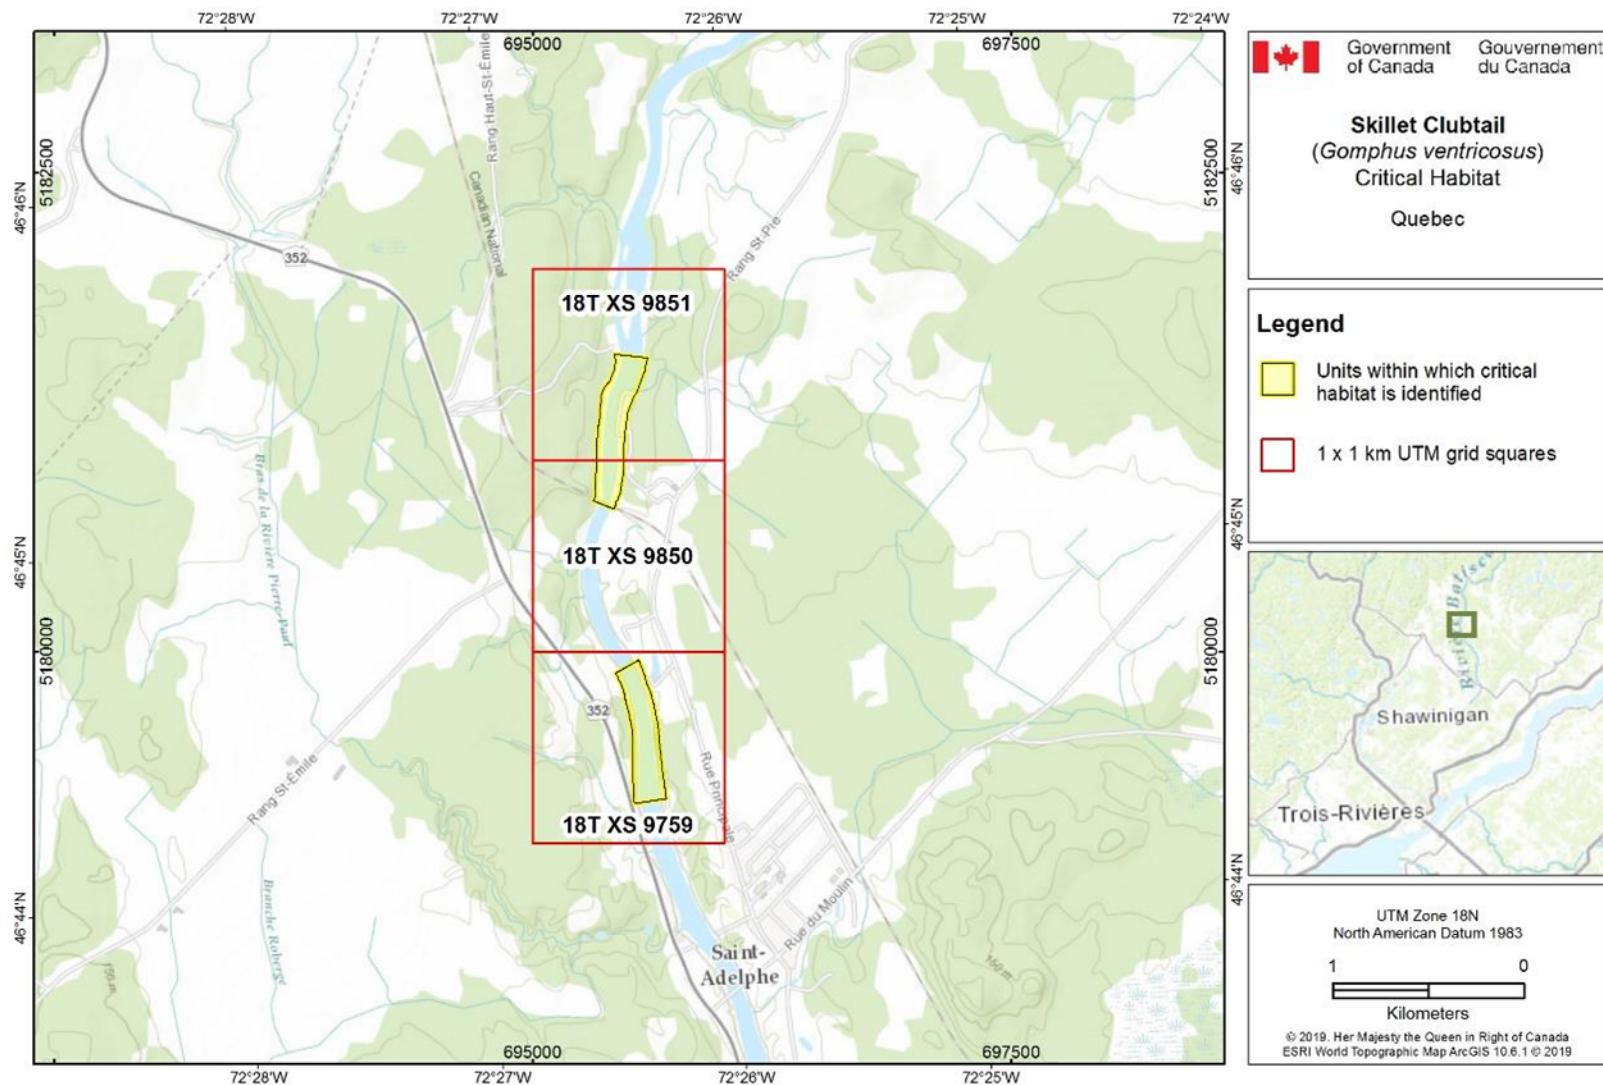 72°28'W
72°27'W
72°26'W
72°25'W
72°24'W
695000
697500
Rang Haut-St-Émile
5182500
5182500
46°46'N
46°46'N
Canadian National
Rang St-Pie
352
18T XS 9851
Bras de la Rivière Pierre-Paul
46°45'N
46°45'N
18T XS 9850
5180000
5180000
352
Rang St-Émile
Rue Principale
18T XS 9759
46°44'N
46°44'N
Branche Roberge
Rue du Moulin
Saint-
Adelphe
150 m
160 m
695000
697500
72°28'W
72°27'W
72°26'W
72°25'W
Government
of Canada
Gouvernement
du Canada
Skillet Clubtail
(Gomphus ventricosus)
Critical Habitat
Quebec
Legend
Units within which critical
habitat is identified
1 x 1 km UTM grid squares
Shawinigan
Trois-Rivières
UTM Zone 18N
North American Datum 1983
1
0
Kilometers
© 2019. Her Majesty the Queen in Right of Canada
ESRI World Topographic Map ArcGIS 10.6.1 © 2019